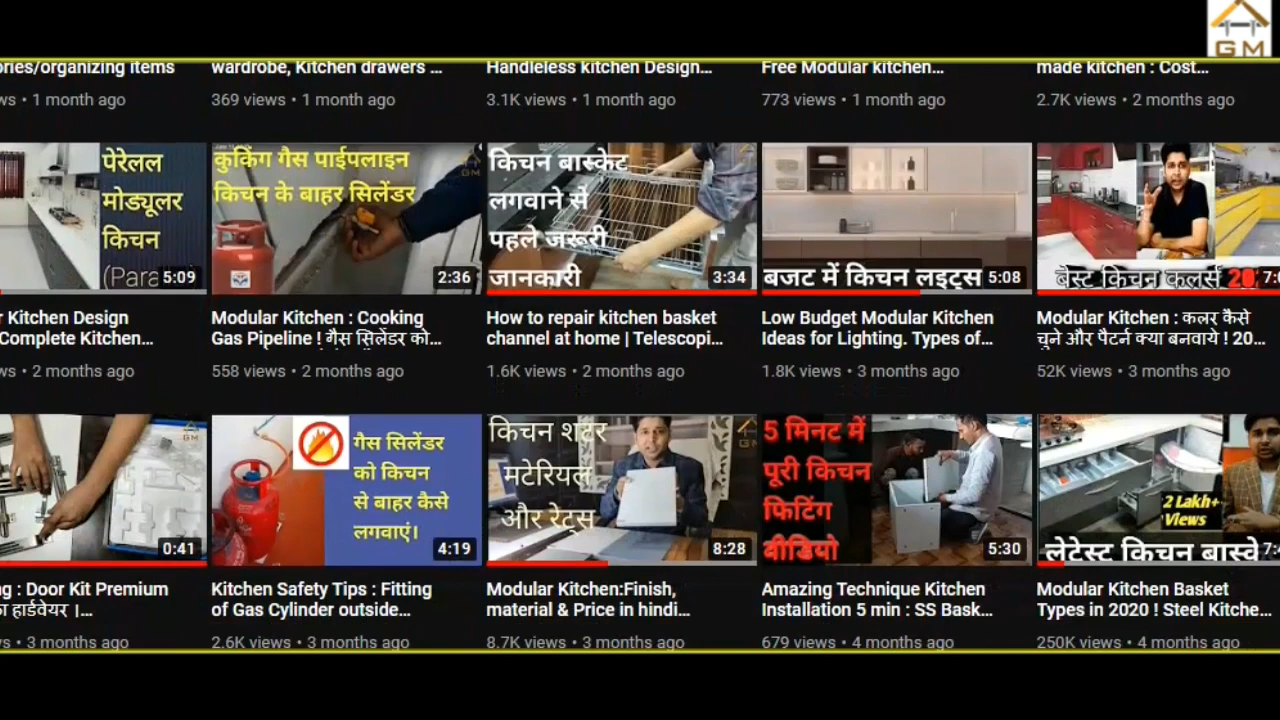 GM
ories/organizing items
wardrobe, Kitchen drawers ...
Handleless kitchen Design...
Free Modular kitchen...
made kitchen : Cost...
ws • 1 month ago
369 views • 1 month ago
3.1K views • 1 month ago
773 views • 1 month ago
2.7K views • 2 months ago
पेरेलल
मोड्यूलर
किचन
(Para
5:09
कुकिंग गैस पाईपलाइन
किचन के बाहर सिलेंडर
2:36
किचन बास्केट
लगवाने से
पहले जरूरी
जानकारी
3:34
बजट में किचन लइट्स
5:08
बेस्ट किचन कलर्स 20
7:0
r Kitchen Design
Complete Kitchen...
Modular Kitchen : Cooking
Gas Pipeline ! गैस सिलेंडर को...
How to repair kitchen basket
channel at home | Telescopi...
Low Budget Modular Kitchen
Ideas for Lighting. Types of...
Modular Kitchen : कलर कैसे
चुने और पैटर्न क्या बनवाये ! 20...
ws • 2 months ago
558 views • 2 months ago
1.6K views • 2 months ago
1.8K views • 3 months ago
52K views • 3 months ago
GM
0:41
गैस सिलेंडर
को किचन
से बाहर कैसे
लगवाएं।
4:19
किचन शटर
मटेरियल
और रेट्स
8:28
5 मिनट में
पूरी किचन
फिटिंग
वीडियो
5:30
2 Lakh+
Views
लेटेस्ट किचन बास्के
7:4
ng : Door Kit Premium
का हार्डवेयर ।...
Kitchen Safety Tips : Fitting
of Gas Cylinder outside...
Modular Kitchen:Finish,
material & Price in hindi...
Amazing Technique Kitchen
Installation 5 min : SS Bask...
Modular Kitchen Basket
Types in 2020 ! Steel Kitche...
ws • 3 months ago
2.6K views • 3 months ago
8.7K views • 3 months ago
679 views • 4 months ago
250K views • 4 months ago